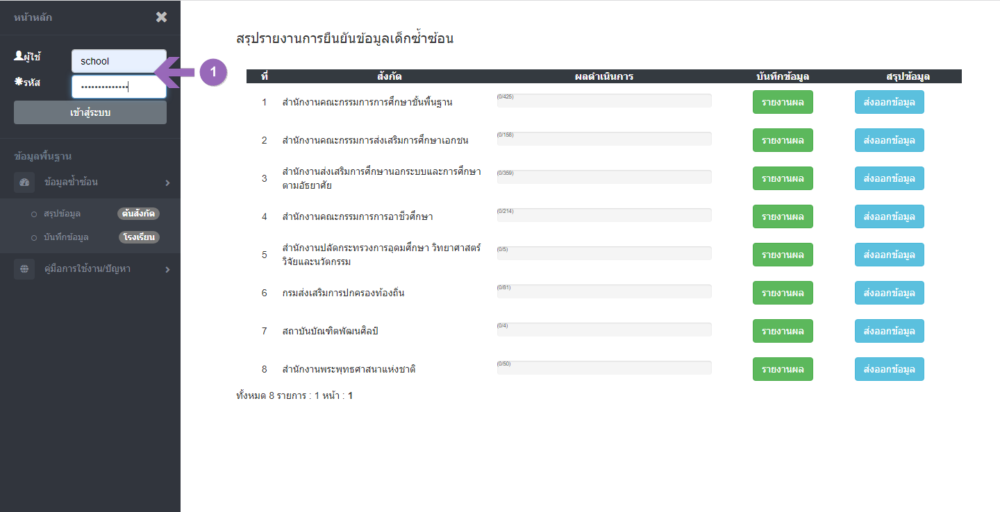 หน้าหลัก
ผู้ใช้
school
1
รหัส
••••••••••••••
เข้าสู่ระบบ
ข้อมูลพื้นฐาน
ข้อมูลซ้ำซ้อน
สรุปข้อมูล ต้นสังกัด
บันทึกข้อมูล โรงเรียน
คู่มือการใช้งาน/ปัญหา
สรุปรายงานการยืนยันข้อมูลเด็กซ้ำซ้อน
ที่ สังกัด ผลดำเนินการ บันทึกข้อมูล สรุปข้อมูล
1 สำนักงานคณะกรรมการการศึกษาขั้นพื้นฐาน (0/425) รายงานผล ส่งออกข้อมูล
2 สำนักงานคณะกรรมการส่งเสริมการศึกษาเอกชน (0/158) รายงานผล ส่งออกข้อมูล
3 สำนักงานส่งเสริมการศึกษานอกระบบและการศึกษา
ตามอัธยาศัย (0/359) รายงานผล ส่งออกข้อมูล
4 สำนักงานคณะกรรมการการอาชีวศึกษา (0/214) รายงานผล ส่งออกข้อมูล
5 สำนักงานปลัดกระทรวงการอุดมศึกษา วิทยาศาสตร์
วิจัยและนวัตกรรม (0/5) รายงานผล ส่งออกข้อมูล
6 กรมส่งเสริมการปกครองท้องถิ่น (0/81) รายงานผล ส่งออกข้อมูล
7 สถาบันบัณฑิตพัฒนศิลป์ (0/4) รายงานผล ส่งออกข้อมูล
8 สำนักงานพระพุทธศาสนาแห่งชาติ (0/50) รายงานผล ส่งออกข้อมูล
ทั้งหมด 8 รายการ : 1 หน้า : 1